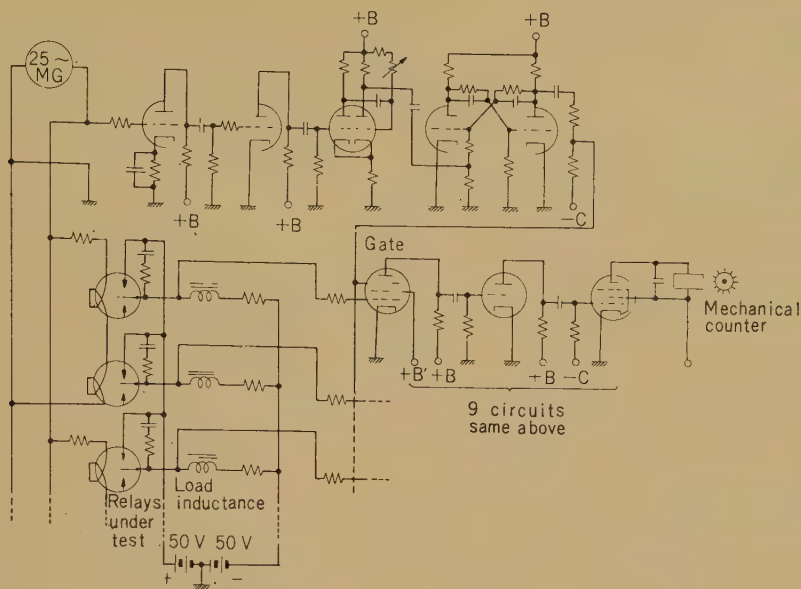 +B
+B
25~
MG
+B
+B
-C
Gate
Mechanical
counter
+B' +B
+B
-C
9 circuits
same above
Relays
under
test
Load
inductance
50 V
50 V
+
-